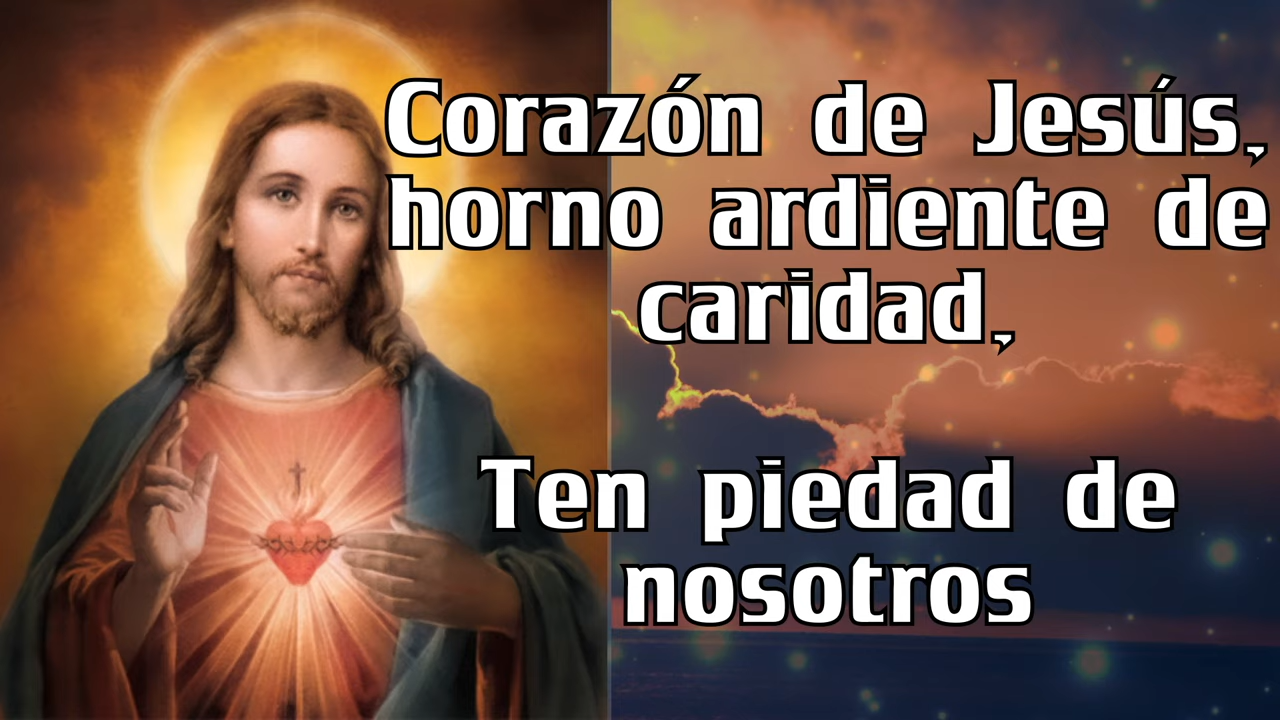 Corazón de Jesús,
horno ardiente de
caridad,
Ten piedad de
nosotros